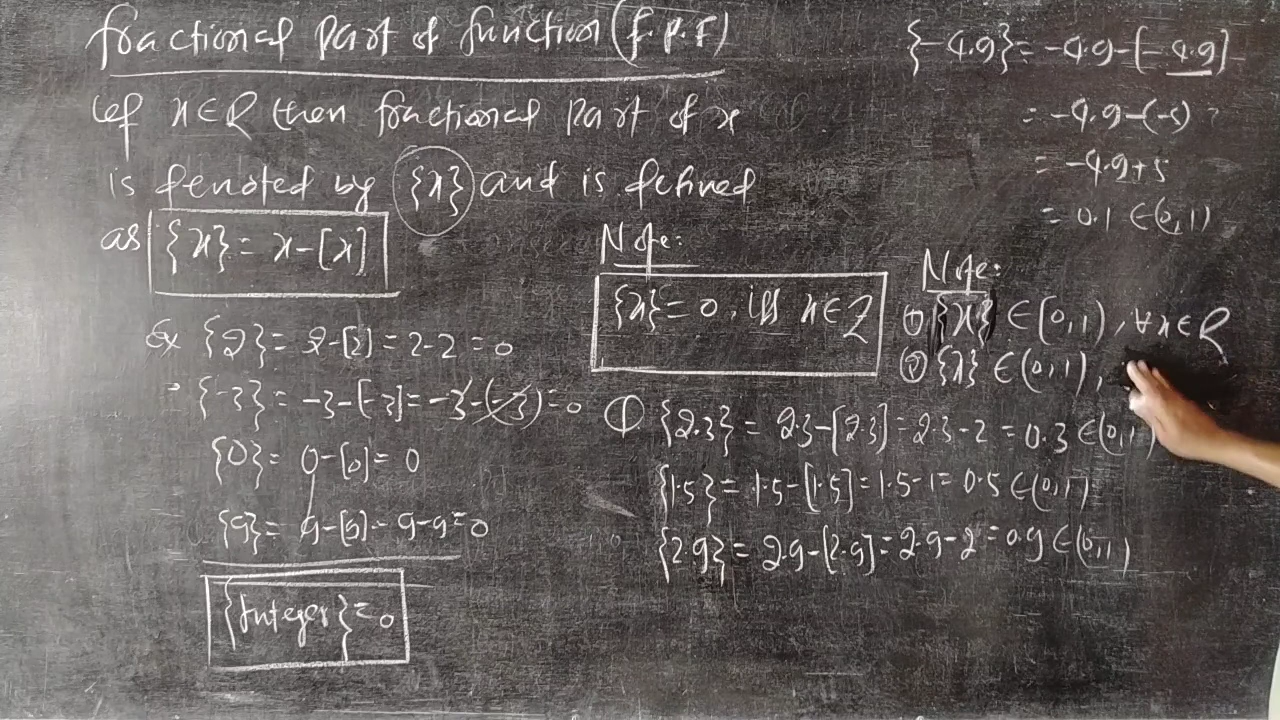 fractional part of function (f.p.f)
Let x∈R then fractional part of x
is denoted by {x} and is defined
as {x} = x-[x]
Ex {2} = 2-[2] = 2-2 = 0
{-3} = -3-[-3] = -3-(-3) = 0
{0} = 0-[0] = 0
{9} = 9-[9] = 9-9 = 0
{Integer} = 0
Note:
{x} = 0, iff x∈Z
① {2.3} = 2.3-[2.3] = 2.3-2 = 0.3 ∈(0,1)
{1.5} = 1.5-[1.5] = 1.5-1 = 0.5 ∈(0,1)
{2.9} = 2.9-[2.9] = 2.9-2 = 0.9 ∈(0,1)
{-4.9} = -4.9-[-4.9]
= -4.9-(-5)
= -4.9+5
= 0.1 ∈(0,1)
Note:
① {x} ∈[0,1), ∀x∈R
② {x} ∈(0,1),